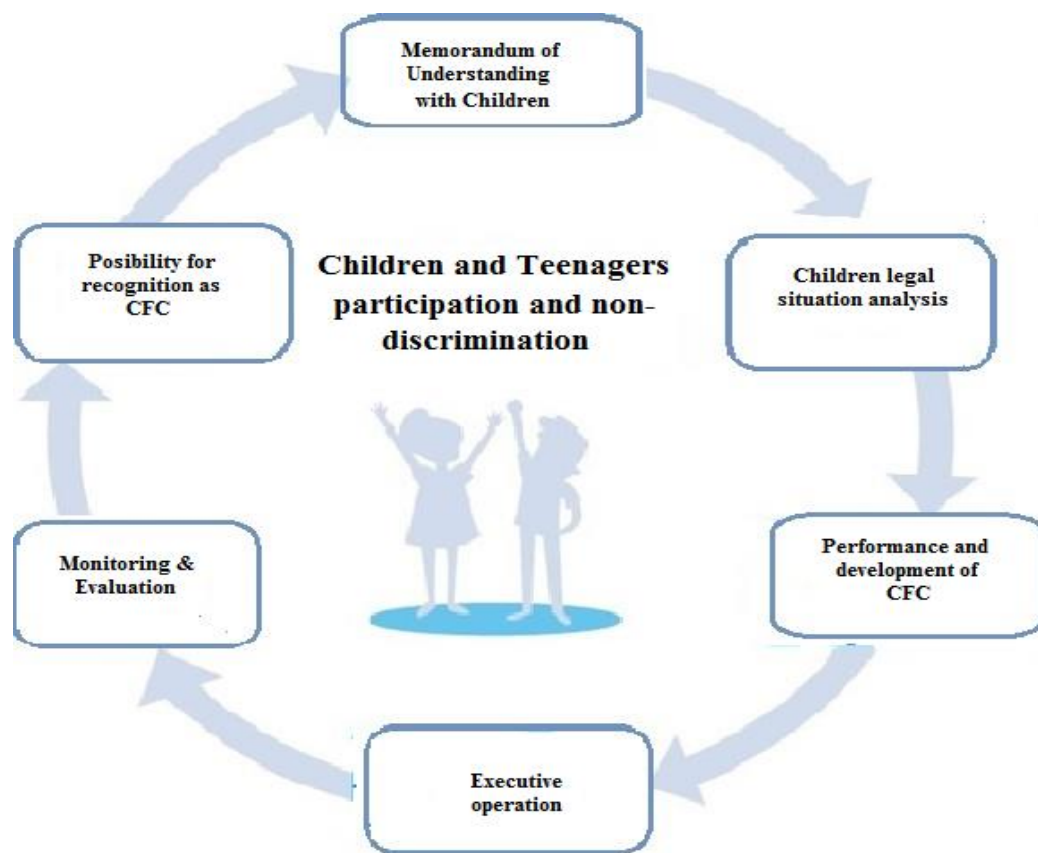 Memorandum of
Understanding
with Children
Posibility for
recognition as
CFC
Children and Teenagers
participation and non-
discrimination
Children legal
situation analysis
Monitoring &
Evaluation
Performance and
development of
CFC
Executive
operation